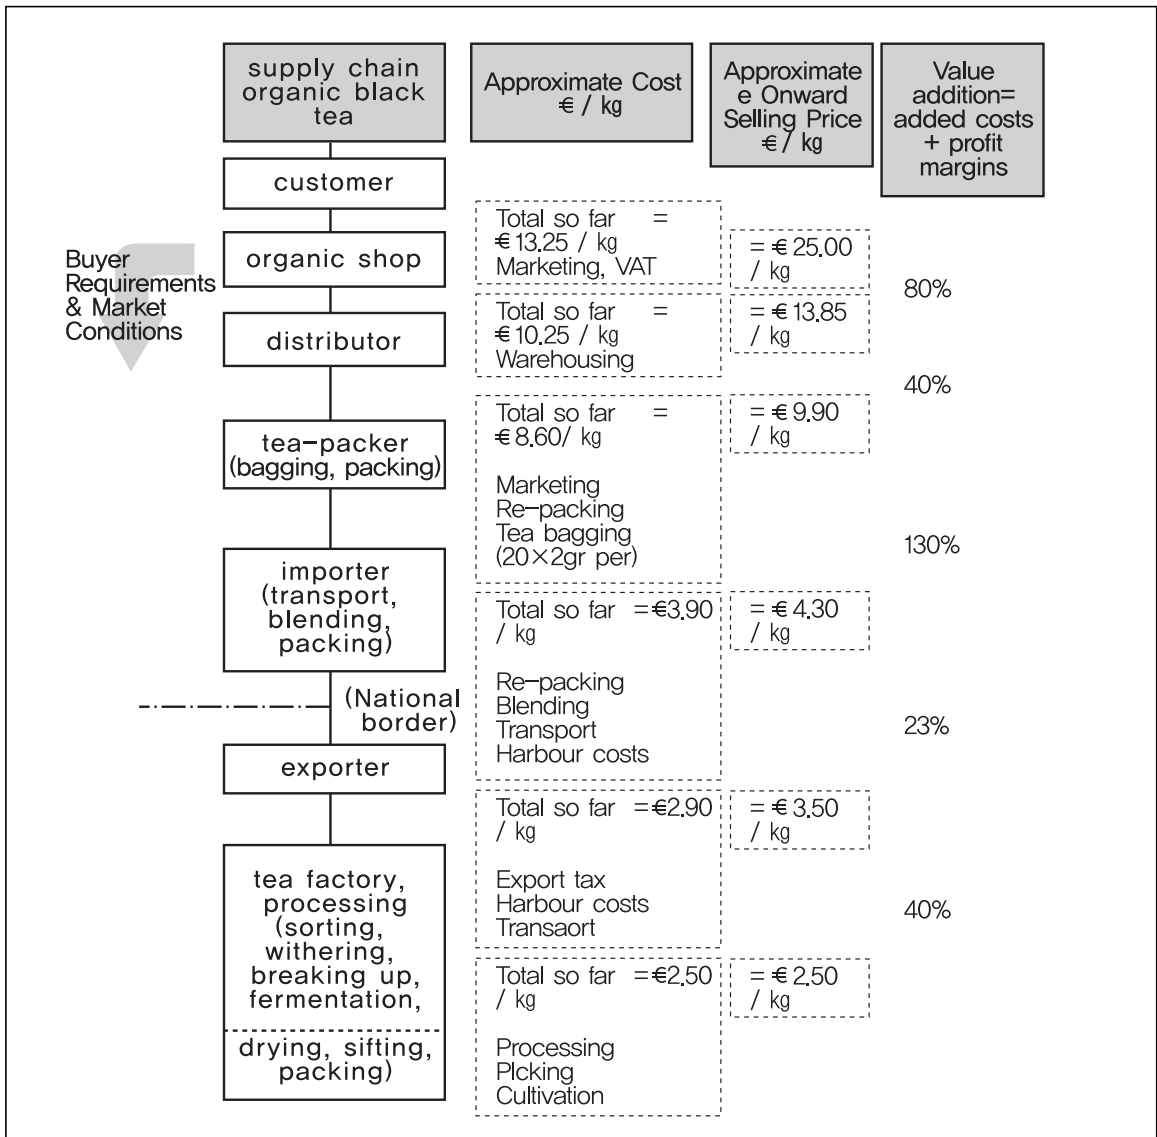 supply chain
organic black
tea
Approximate Cost
€ / kg
Approximate
e Onward
Selling Price
€ / kg
Value
addition=
added costs
+ profit
margins
customer
Buyer
Requirements
& Market
Conditions
organic shop
Total so far =
€ 13.25 / kg
Marketing, VAT
= € 25.00
/ kg
80%
distributor
Total so far =
€ 10.25 / kg
Warehousing
= € 13.85
/ kg
40%
tea-packer
(bagging, packing)
Total so far =
€ 8.60/ kg
Marketing
Re-packing
Tea bagging
(20×2gr per)
= € 9.90
/ kg
130%
importer
(transport,
blending,
packing)
Total so far =€3.90
/ kg
Re-packing
Blending
Transport
Harbour costs
= € 4.30
/ kg
23%
(National
border)
exporter
Total so far =€2.90
/ kg
Export tax
Harbour costs
Transaort
= € 3.50
/ kg
40%
tea factory,
processing
(sorting,
withering,
breaking up,
fermentation,
drying, sifting,
packing)
Total so far =€2.50
/ kg
Processing
Plcking
Cultivation
= € 2.50
/ kg